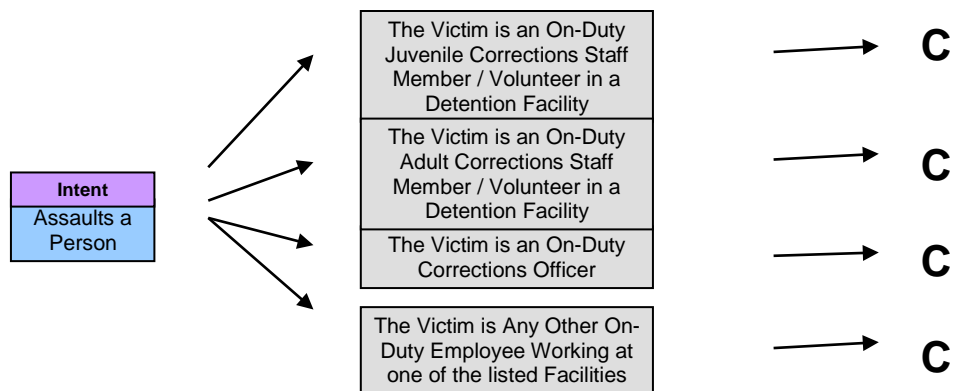 Intent
Assaults a
Person
The Victim is an On-Duty
Juvenile Corrections Staff
Member / Volunteer in a
Detention Facility
C
The Victim is an On-Duty
Adult Corrections Staff
Member / Volunteer in a
Detention Facility
C
The Victim is an On-Duty
Corrections Officer
C
The Victim is Any Other On-
Duty Employee Working at
one of the listed Facilities
C